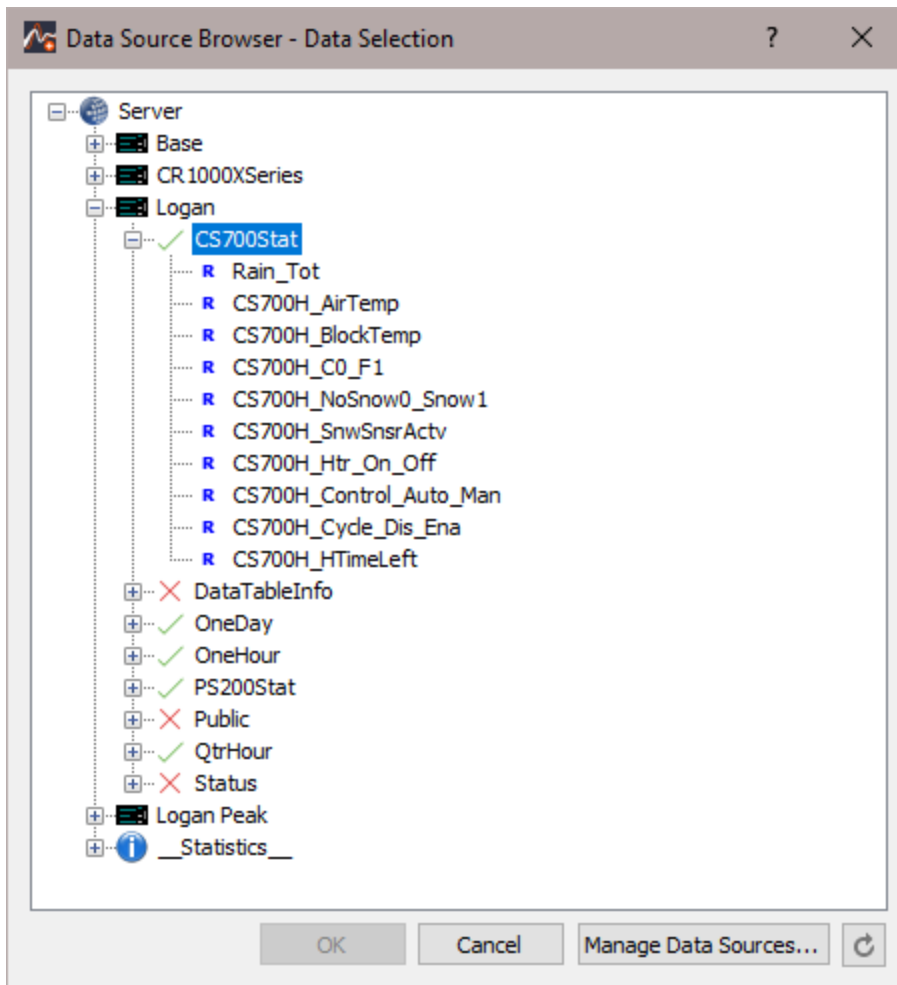 Data Source Browser - Data Selection ?
Server
Base
CR1000XSeries
Logan
CS700Stat
R Rain_Tot
R CS700H_AirTemp
R CS700H_BlockTemp
R CS700H_C0_F1
R CS700H_NoSnow0_Snow1
R CS700H_SnwSnsrActv
R CS700H_Htr_On_Off
R CS700H_Control_Auto_Man
R CS700H_Cycle_Dis_Ena
R CS700H_HTimeLeft
DataTableInfo
OneDay
OneHour
PS200Stat
Public
QtrHour
Status
Logan Peak
i __Statistics__
OK Cancel Manage Data Sources...